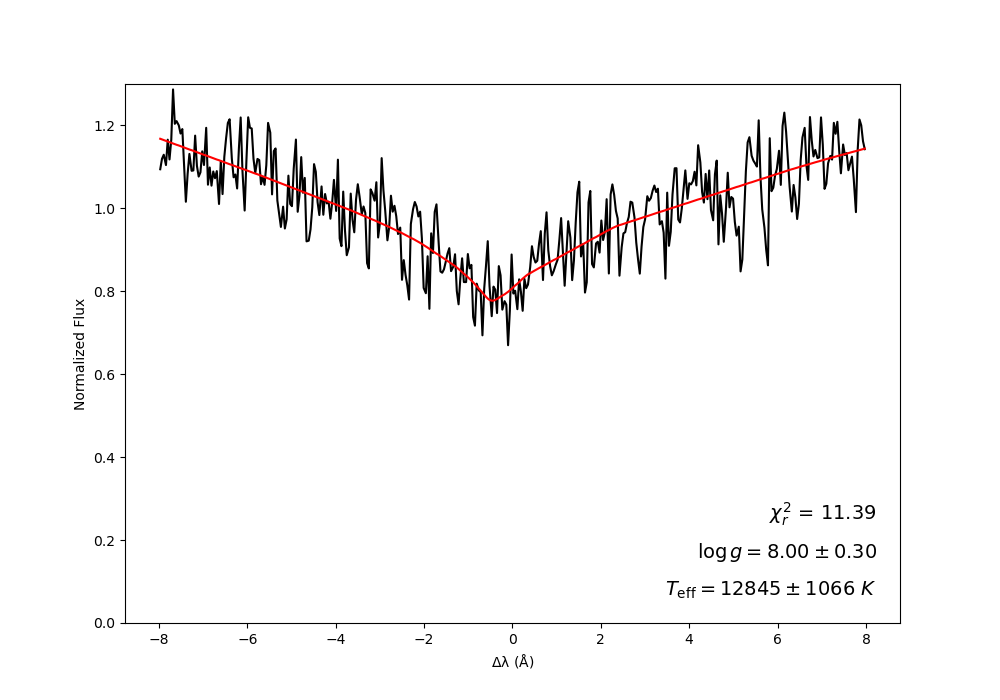 1.2
1.0
0.8
0.6
0.4
0.2
0.0
Normalized Flux
χ²ᵣ = 11.39
log g = 8.00 ± 0.30
T_eff = 12845 ± 1066 K
−8 −6 −4 −2 0 2 4 6 8
Δλ (Å)